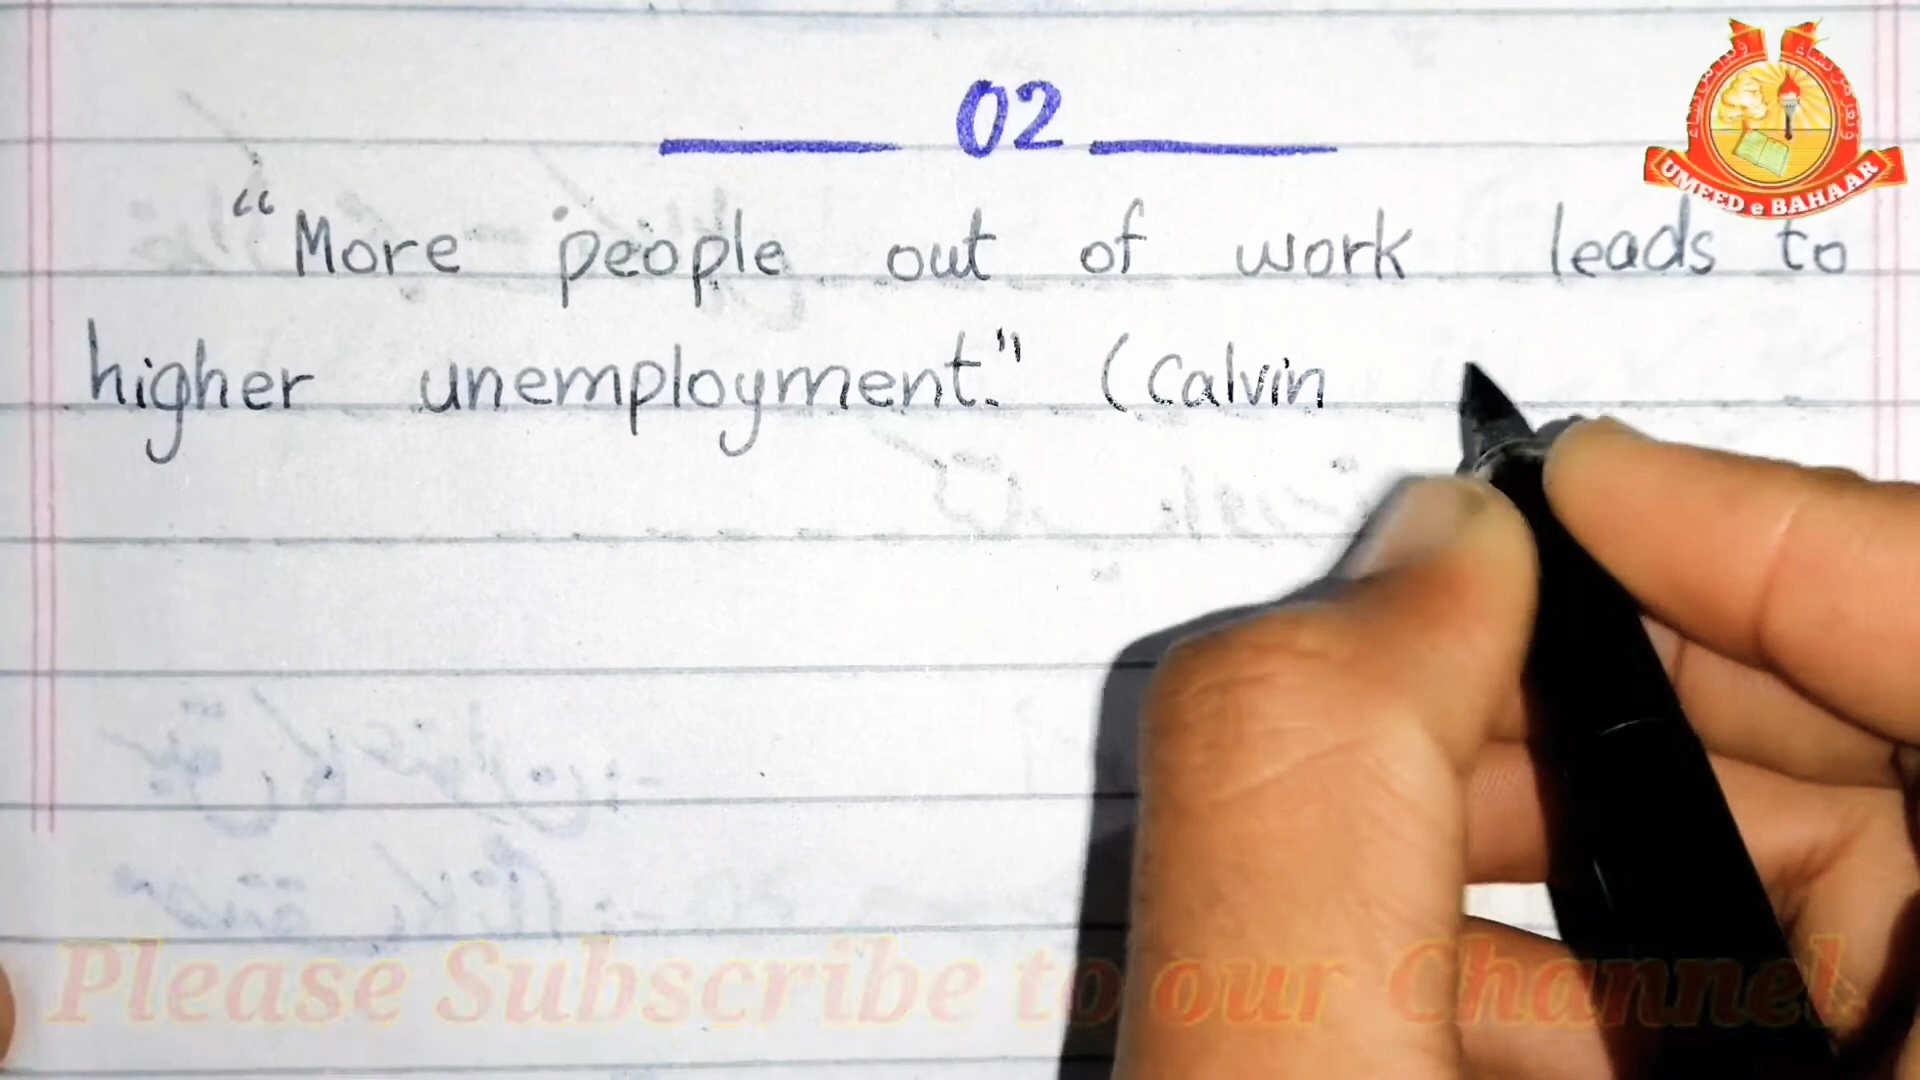 02
“More people out of work leads to
higher unemployment." (Calvin
UMEED e BAHAAR
Please Subscribe to our Channel